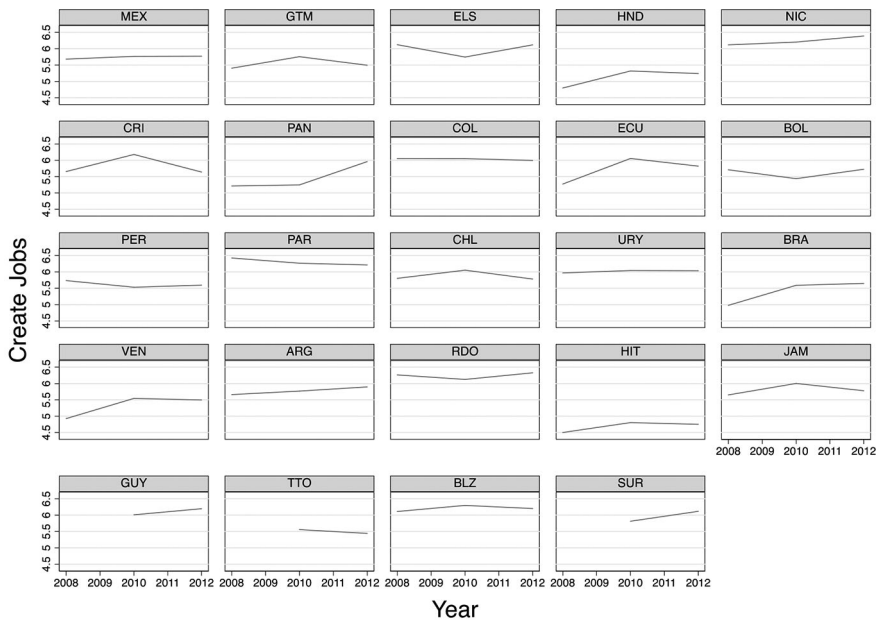 MEX GTM ELS HND NIC
4.5 5 5.5 6 6.5
CRI PAN COL ECU BOL
4.5 5 5.5 6 6.5
PER PAR CHL URY BRA
4.5 5 5.5 6 6.5
VEN ARG RDO HIT JAM
4.5 5 5.5 6 6.5
2008 2009 2010 2011 2012
GUY TTO BLZ SUR
4.5 5 5.5 6 6.5
2008 2009 2010 2011 2012 2008 2009 2010 2011 2012 2008 2009 2010 2011 2012 2008 2009 2010 2011 2012
Create Jobs
Year